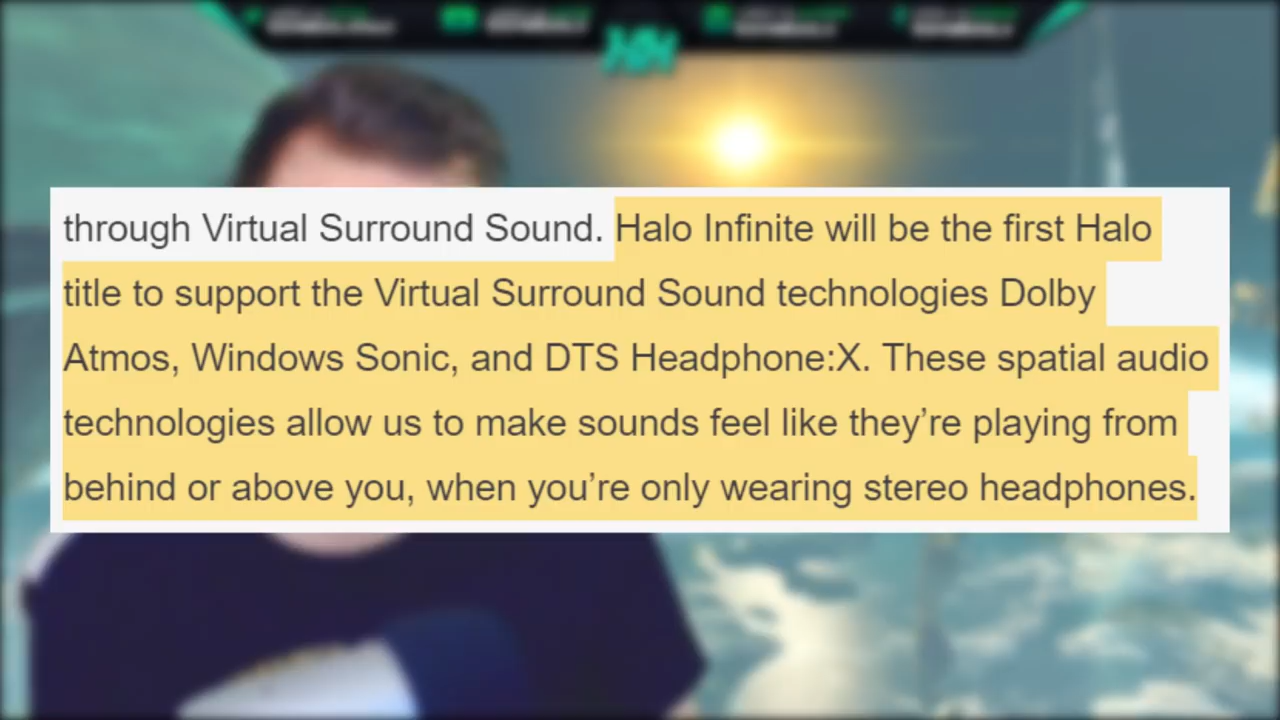 through Virtual Surround Sound. Halo Infinite will be the first Halo
title to support the Virtual Surround Sound technologies Dolby
Atmos, Windows Sonic, and DTS Headphone:X. These spatial audio
technologies allow us to make sounds feel like they’re playing from
behind or above you, when you’re only wearing stereo headphones.